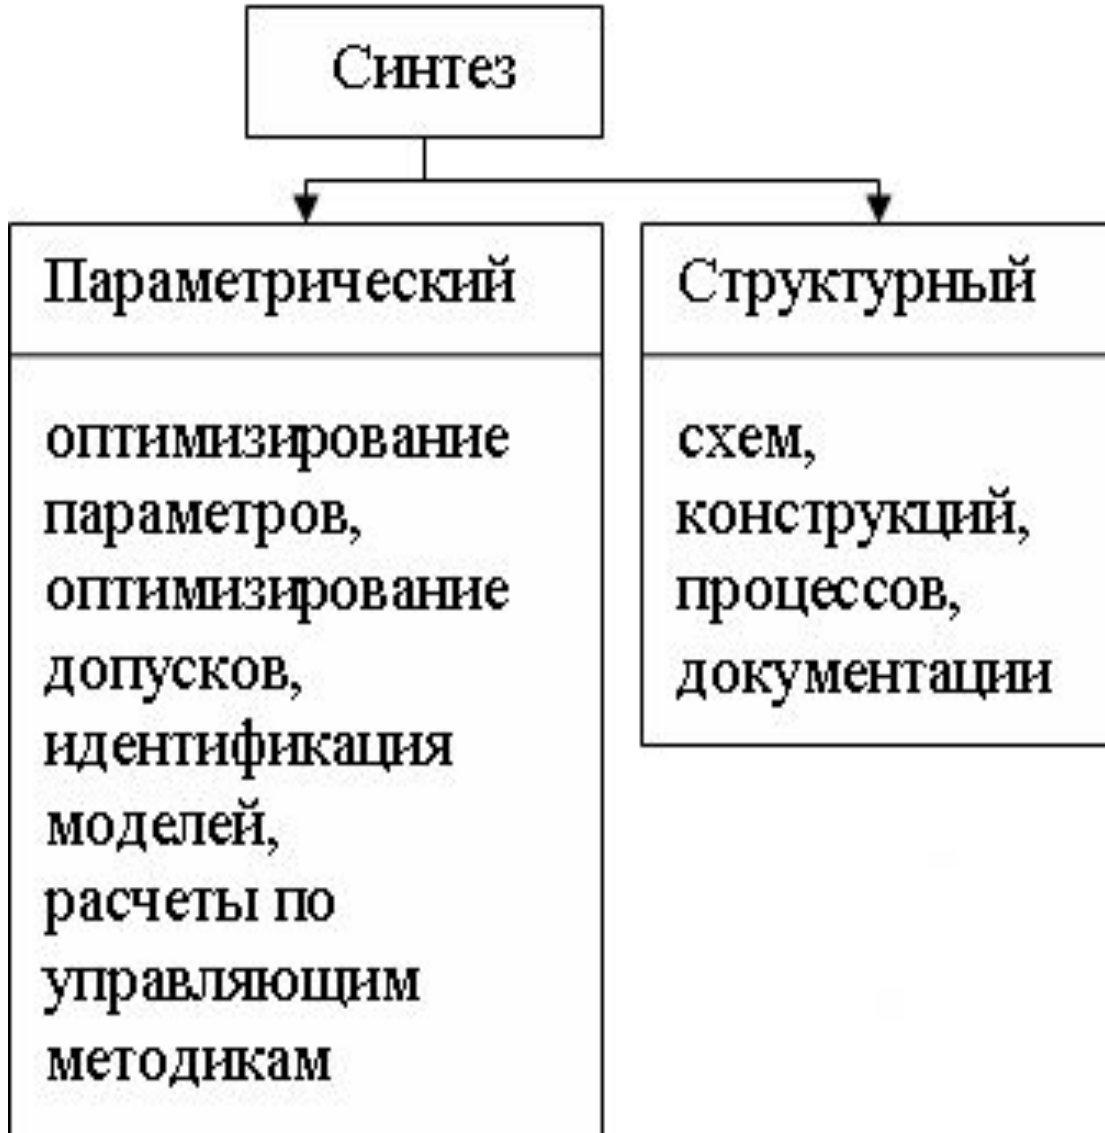 Синтез
Параметрический
оптимизирование
параметров,
оптимизирование
допусков,
идентификация
моделей,
расчеты по
управляющим
методикам
Структурный
схем,
конструкций,
процессов,
документации